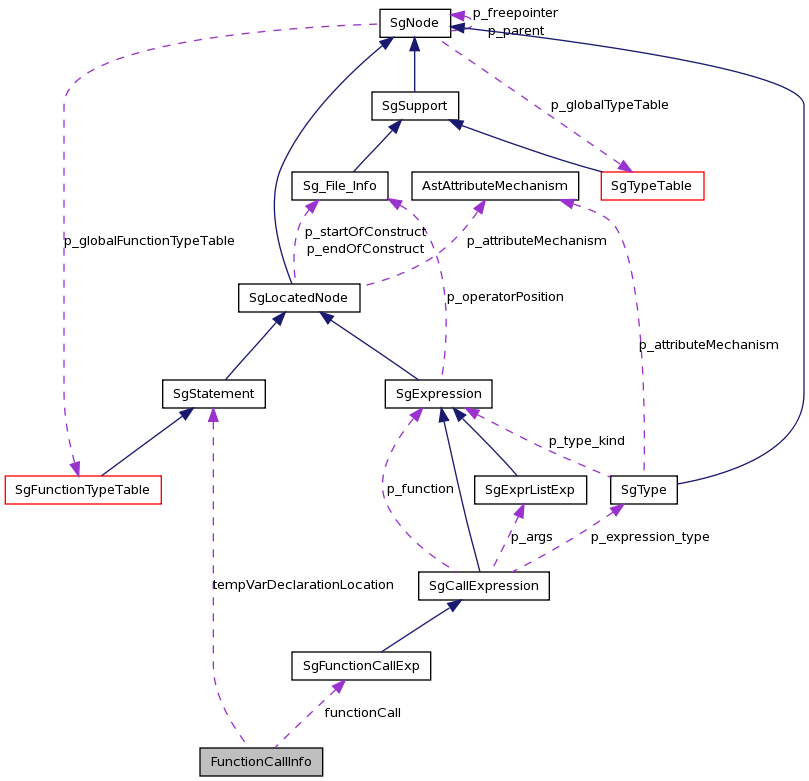 SgNode
p_freepointer
p_parent
SgSupport
p_globalTypeTable
Sg_File_Info
AstAttributeMechanism
SgTypeTable
p_globalFunctionTypeTable
p_startOfConstruct
p_endOfConstruct
p_attributeMechanism
SgLocatedNode
p_operatorPosition
p_attributeMechanism
SgStatement
SgExpression
p_type_kind
SgFunctionTypeTable
p_function
SgExprListExp
SgType
p_args
p_expression_type
tempVarDeclarationLocation
SgCallExpression
SgFunctionCallExp
functionCall
FunctionCallInfo